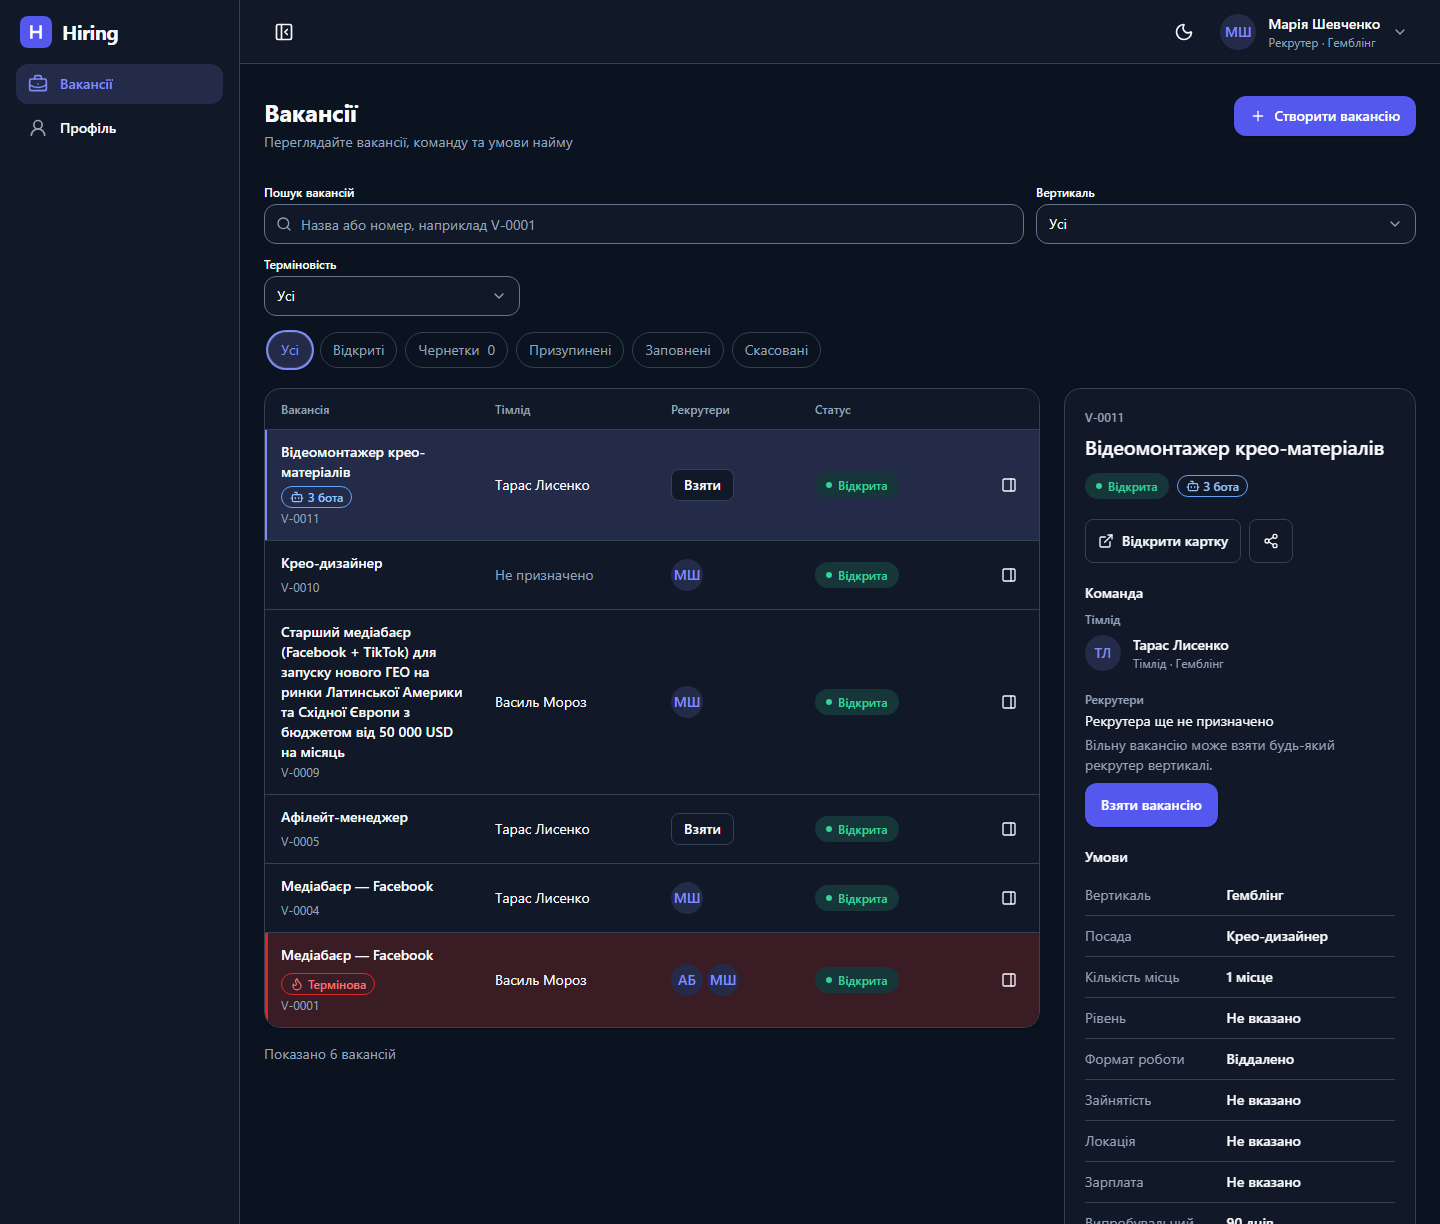 H Hiring
Вакансії
Профіль
МШ
Марія Шевченко
Рекрутер · Гемблінг
Вакансії
Переглядайте вакансії, команду та умови найму
Створити вакансію
Пошук вакансій
Назва або номер, наприклад V-0001
Вертикаль
Усі
Терміновість
Усі
Усі
Відкриті
Чернетки 0
Призупинені
Заповнені
Скасовані
Вакансія Тімлід Рекрутери Статус
Відеомонтажер крео-
матеріалів
З бота
V-0011
Тарас Лисенко
Взяти
Відкрита
Крео-дизайнер
V-0010
Не призначено
МШ
Відкрита
Старший медіабаєр
(Facebook + TikTok) для
запуску нового ГЕО на
ринки Латинської Америки
та Східної Європи з
бюджетом від 50 000 USD
на місяць
V-0009
Василь Мороз
МШ
Відкрита
Афілейт-менеджер
V-0005
Тарас Лисенко
Взяти
Відкрита
Медіабаєр — Facebook
V-0004
Тарас Лисенко
МШ
Відкрита
Медіабаєр — Facebook
Термінова
V-0001
Василь Мороз
АБ МШ
Відкрита
Показано 6 вакансій
V-0011
Відеомонтажер крео-матеріалів
Відкрита
З бота
Відкрити картку
Команда
Тімлід
ТЛ
Тарас Лисенко
Тімлід · Гемблінг
Рекрутери
Рекрутера ще не призначено
Вільну вакансію може взяти будь-який
рекрутер вертикалі.
Взяти вакансію
Умови
Вертикаль Гемблінг
Посада Крео-дизайнер
Кількість місць 1 місце
Рівень Не вказано
Формат роботи Віддалено
Зайнятість Не вказано
Локація Не вказано
Зарплата Не вказано
Випробувальний 90 днів